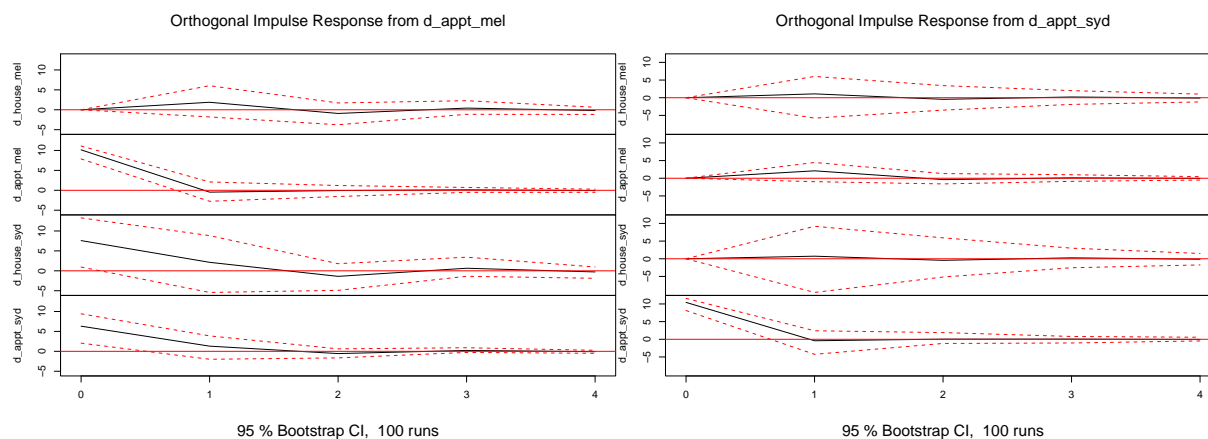 Orthogonal Impulse Response from d_appt_mel
d_house_mel
−5 0 5 10
d_appt_mel
−5 0 5 10
d_house_syd
−5 0 5 10
d_appt_syd
−5 0 5 10
0 1 2 3 4
95 % Bootstrap CI, 100 runs
Orthogonal Impulse Response from d_appt_syd
d_house_mel
−5 0 5 10
d_appt_mel
−5 0 5 10
d_house_syd
−5 0 5 10
d_appt_syd
−5 0 5 10
0 1 2 3 4
95 % Bootstrap CI, 100 runs